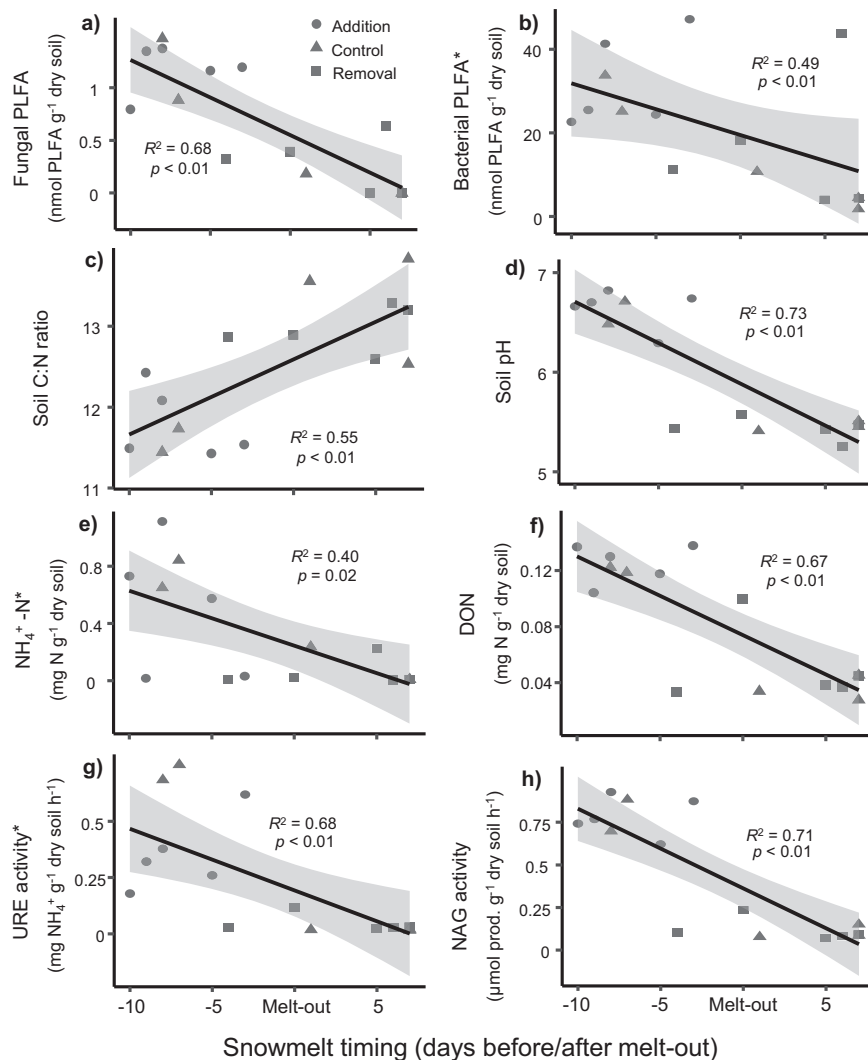 a)
Addition
Control
Removal
Fungal PLFA
(nmol PLFA g⁻¹ dry soil)
1
0.5
0
R² = 0.68
p < 0.01
b)
Bacterial PLFA*
(nmol PLFA g⁻¹ dry soil)
40
20
0
R² = 0.49
p < 0.01
c)
Soil C:N ratio
13
12
11
R² = 0.55
p < 0.01
d)
Soil pH
7
6
5
R² = 0.73
p < 0.01
e)
NH₄⁺ -N*
(mg N g⁻¹ dry soil)
0.8
0.4
0
R² = 0.40
p = 0.02
f)
DON
(mg N g⁻¹ dry soil)
0.12
0.08
0.04
R² = 0.67
p < 0.01
g)
URE activity*
(mg NH₄⁺ g⁻¹ dry soil h⁻¹)
0.5
0.25
0
R² = 0.68
p < 0.01
-10 -5 Melt-out 5
h)
NAG activity
(µmol prod. g⁻¹ dry soil h⁻¹)
0.75
0.5
0.25
0
R² = 0.71
p < 0.01
-10 -5 Melt-out 5
Snowmelt timing (days before/after melt-out)